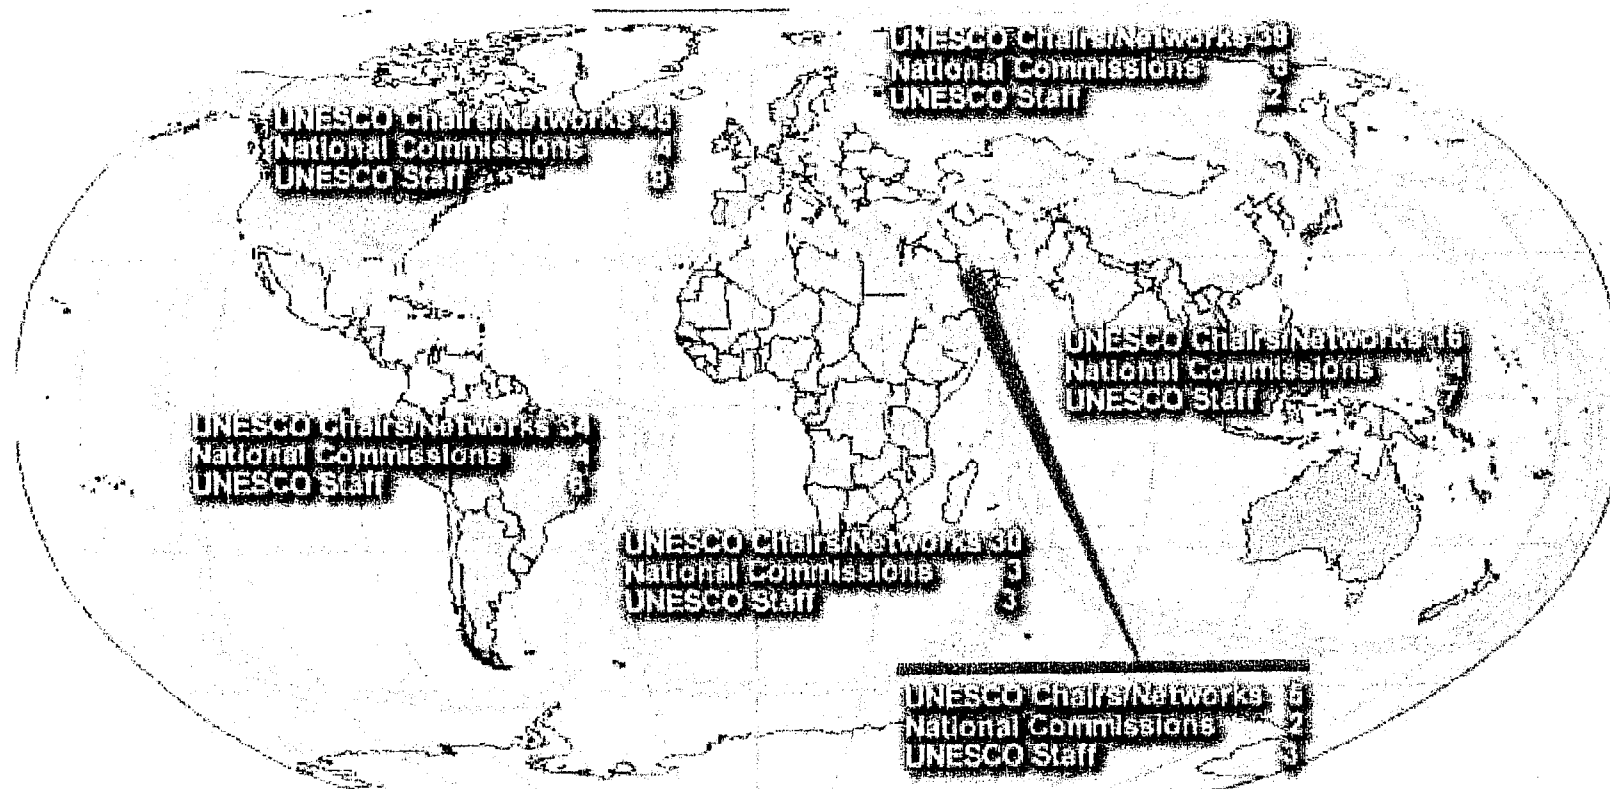 UNESCO Chairs/Networks 39
National Commissions 6
UNESCO Staff 2
UNESCO Chairs/Networks 45
National Commissions 4
UNESCO Staff
UNESCO Chairs/Networks 16
National Commissions 4
UNESCO Staff 7
UNESCO Chairs/Networks 34
National Commissions 4
UNESCO Staff 6
UNESCO Chairs/Networks 30
National Commissions 3
UNESCO Staff 3
UNESCO Chairs/Networks 5
National Commissions 2
UNESCO Staff 3